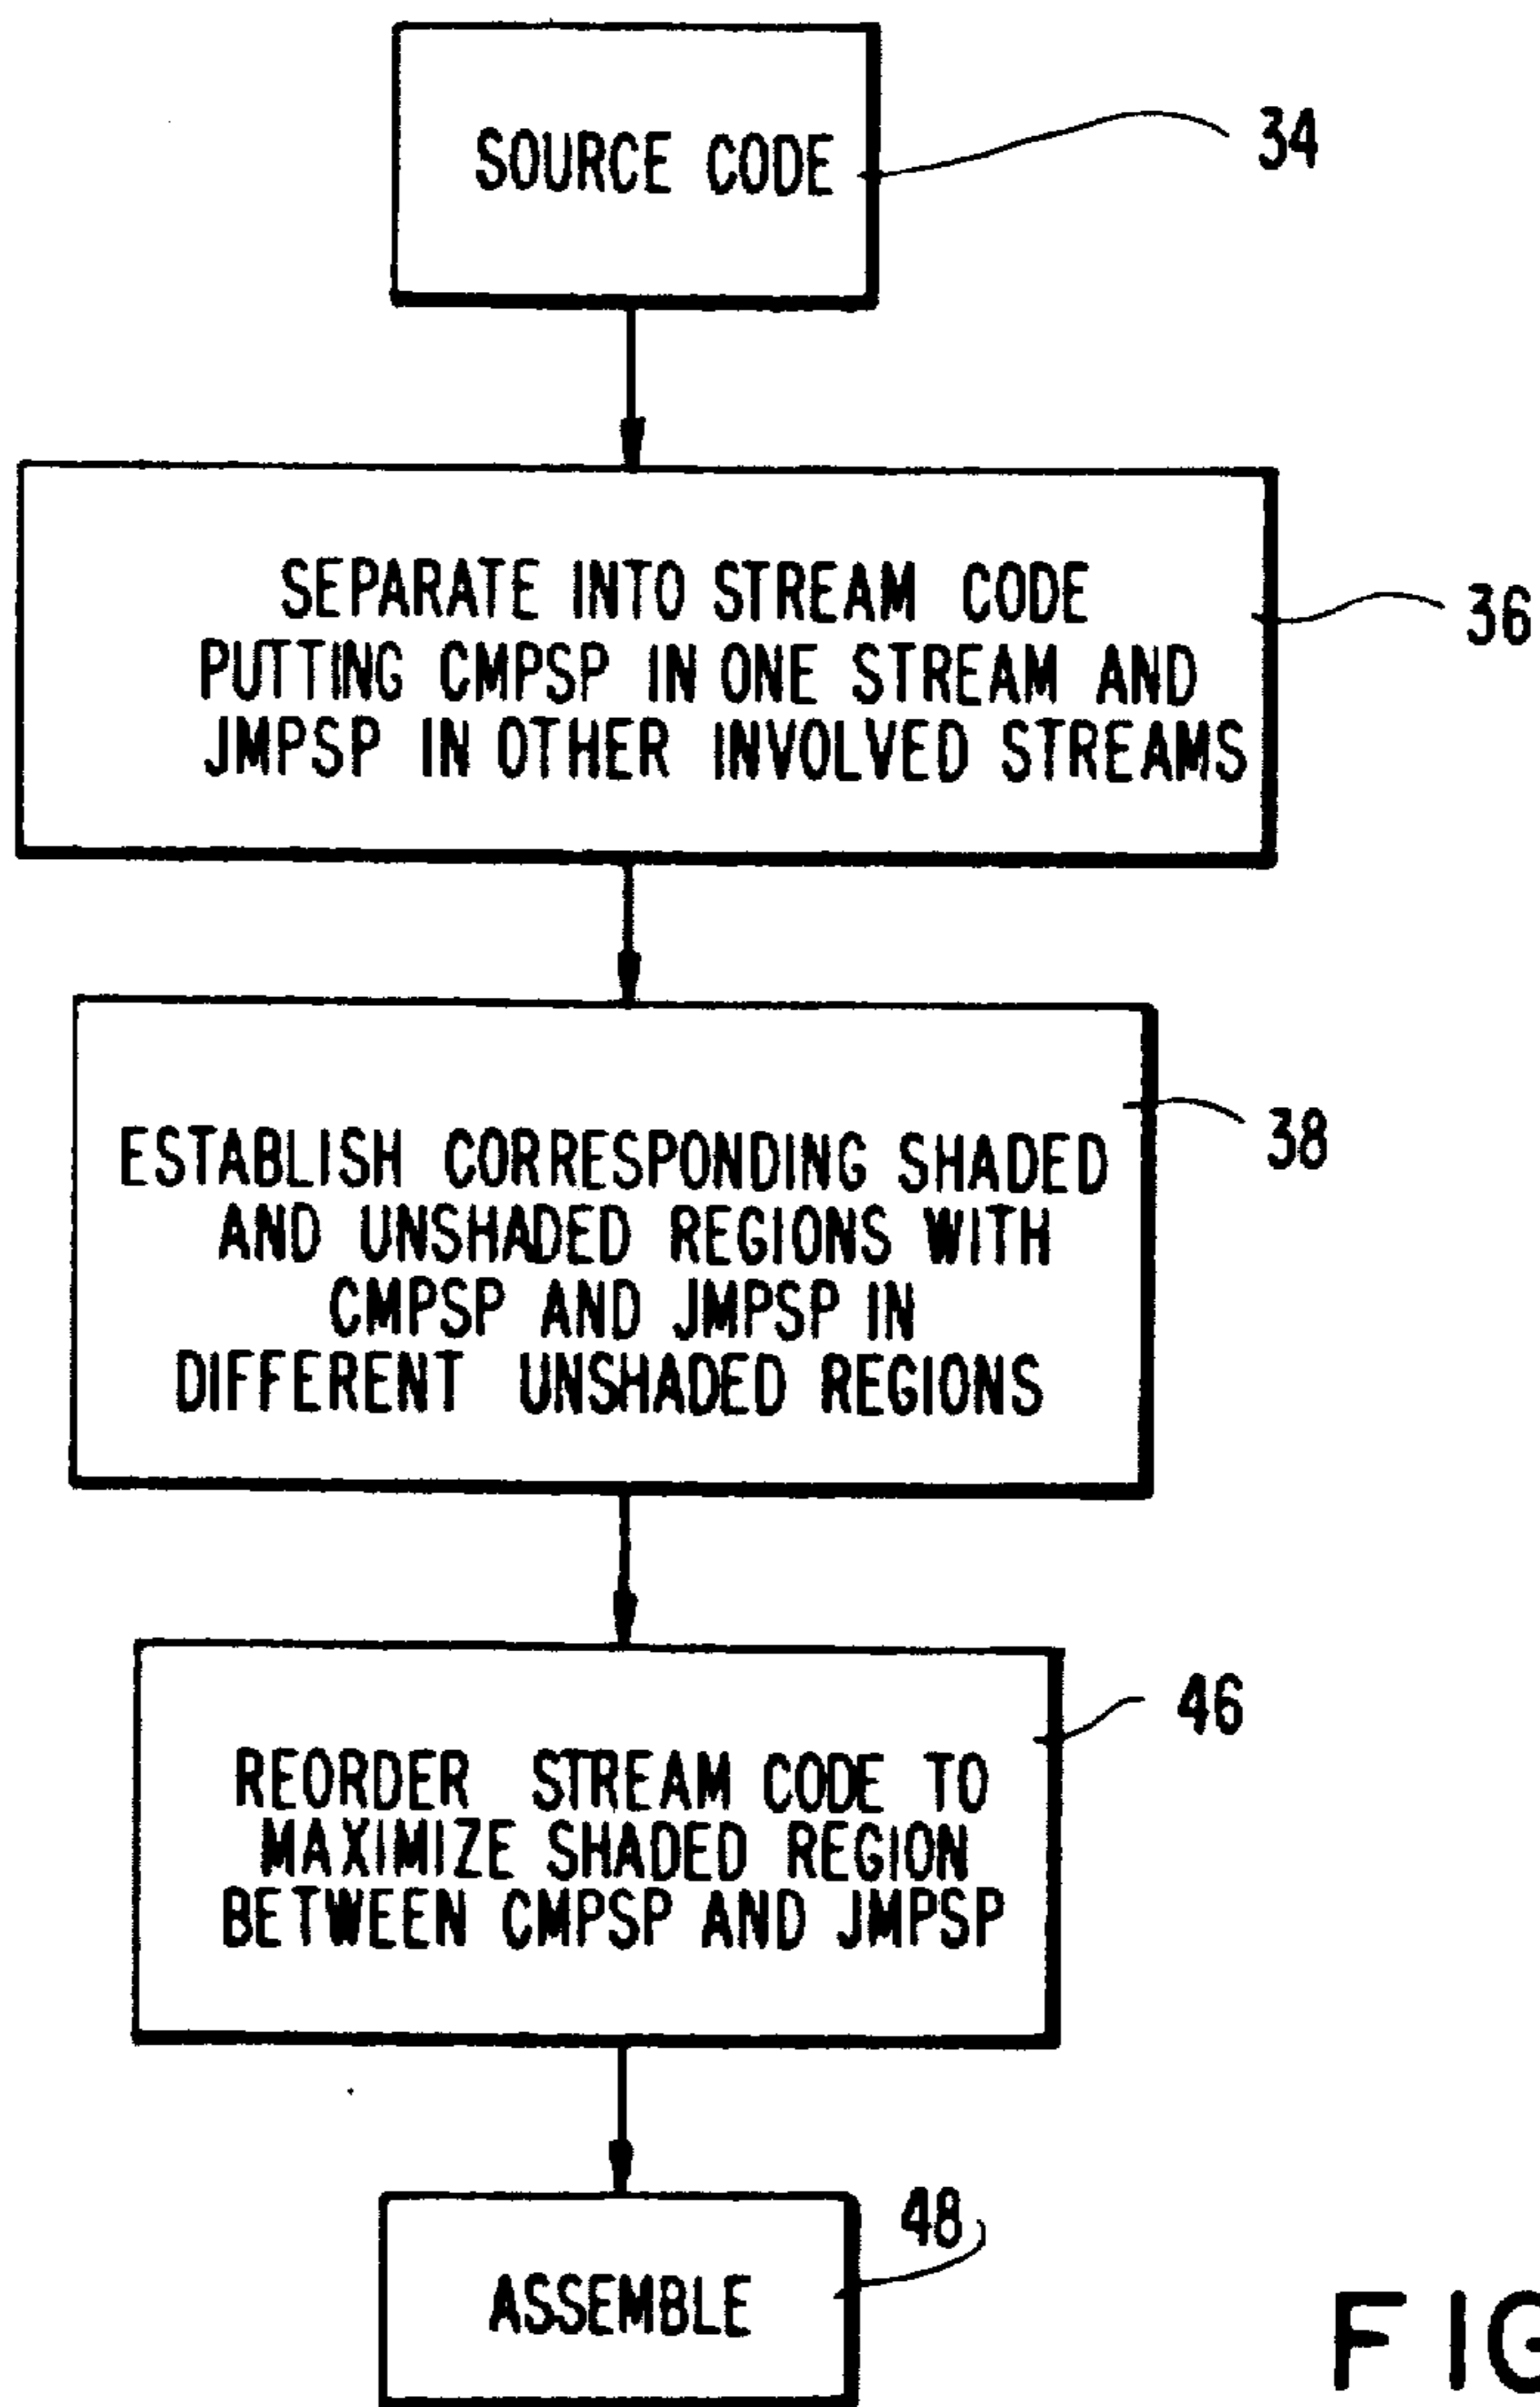 SOURCE CODE
34
SEPARATE INTO STREAM CODE
PUTTING CMPSP IN ONE STREAM AND
JMPSP IN OTHER INVOLVED STREAMS
36
ESTABLISH CORRESPONDING SHADED
AND UNSHADED REGIONS WITH
CMPSP AND JMPSP IN
DIFFERENT UNSHADED REGIONS
38
REORDER STREAM CODE TO
MAXIMIZE SHADED REGION
BETWEEN CMPSP AND JMPSP
46
ASSEMBLE
48